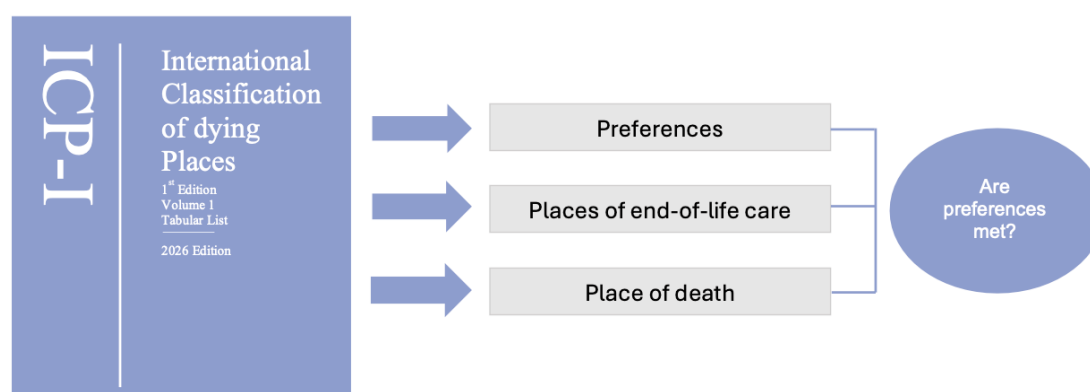 ICP-I
International
Classification
of dying
Places
1st Edition
Volume 1
Tabular List
2026 Edition
Preferences
Places of end-of-life care
Place of death
Are
preferences
met?